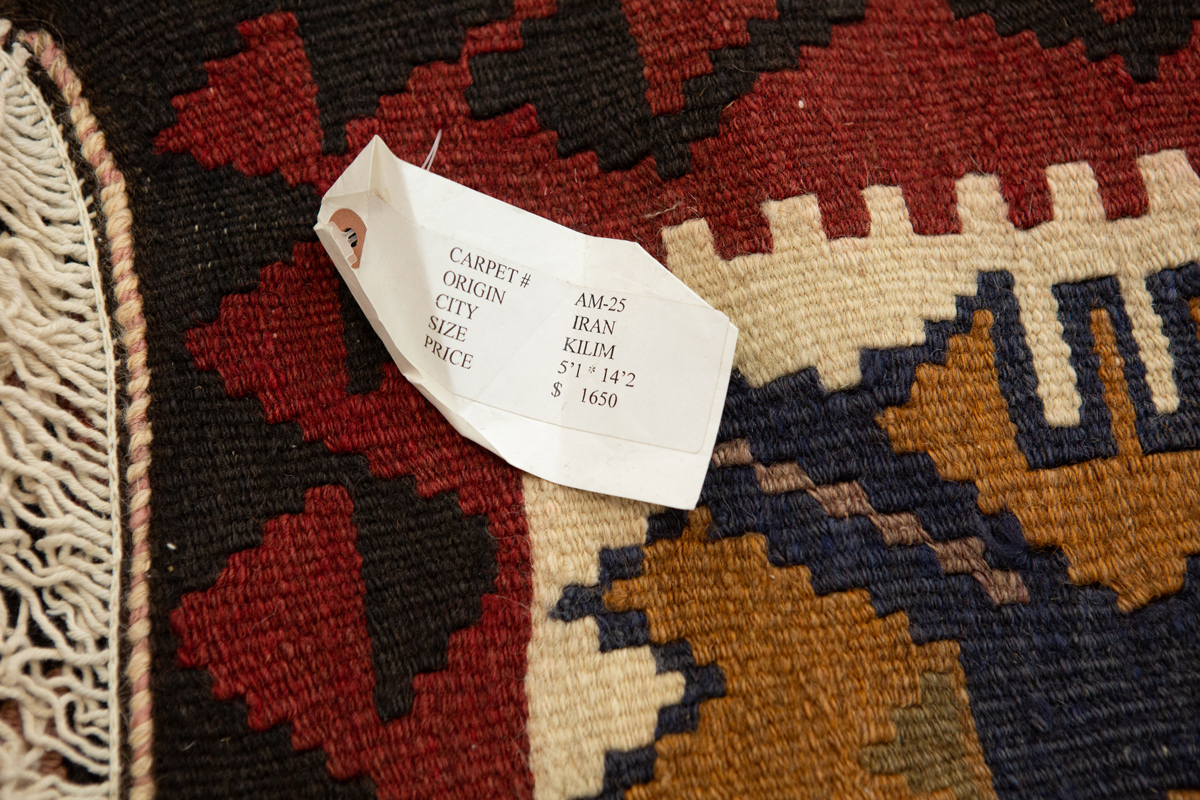 CARPET # AM-25
ORIGIN IRAN
CITY KILIM
SIZE 5'1 * 14'2
PRICE $ 1650